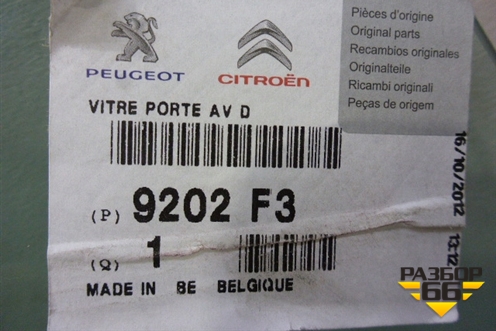 PEUGEOT
CITROËN
Pièces d'origine
Original parts
Recambios originales
Originalteile
Ricambi originali
Peças de origem
VITRE PORTE AV D
(P) 9202 F3
(Q) 1
MADE IN BE BELGIQUE
16/10/2012 13:12
РАЗБОР
66